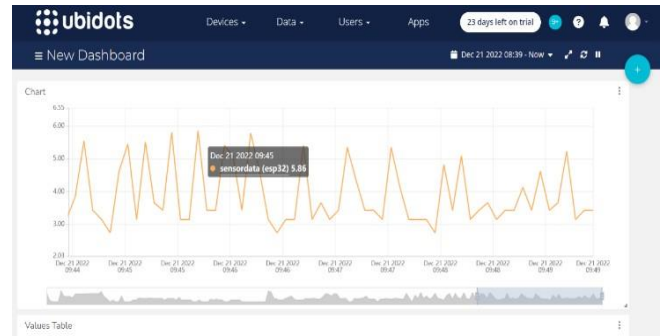 ubidots Devices Data Users Apps 23 days left on trial
New Dashboard Dec 21 2022 08:39 - Now
Chart
6.35
6.00
Dec 21 2022 09:45
sensordata (esp32) 5.86
5.00
4.00
3.00
2.01
Dec 21 2022 Dec 21 2022 Dec 21 2022 Dec 21 2022 Dec 21 2022 Dec 21 2022 Dec 21 2022 Dec 21 2022 Dec 21 2022 Dec 21 2022 Dec 21 2022
09:44 09:45 09:45 09:46 09:46 09:47 09:47 09:48 09:48 09:49 09:49
Values Table